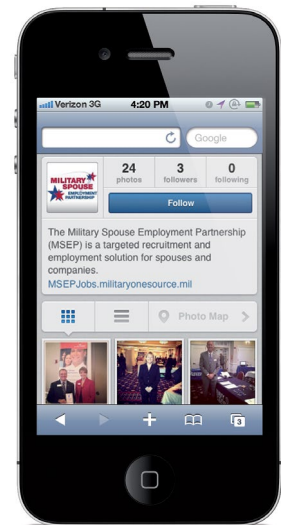 Verizon 3G 4:20 PM
Google
MILITARY
SPOUSE
EMPLOYMENT
PARTNERSHIP
24 3 0
photos followers following
Follow
The Military Spouse Employment Partnership
(MSEP) is a targeted recruitment and
employment solution for spouses and
companies.
MSEPJobs.militaryonesource.mil
Photo Map
3